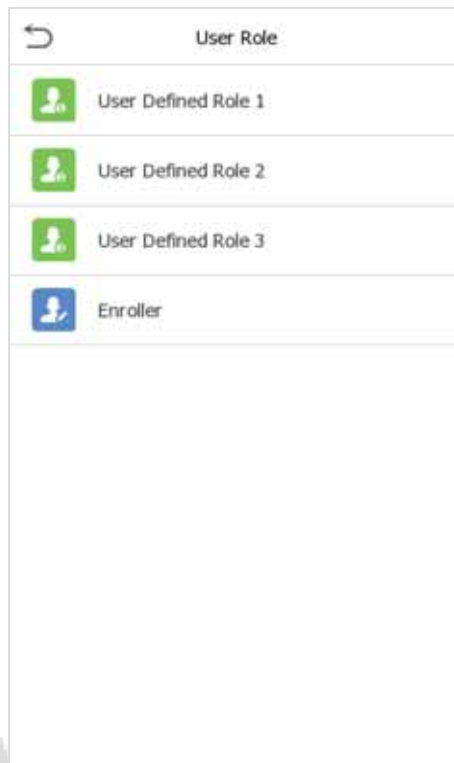 User Role
User Defined Role 1
User Defined Role 2
User Defined Role 3
Enroller